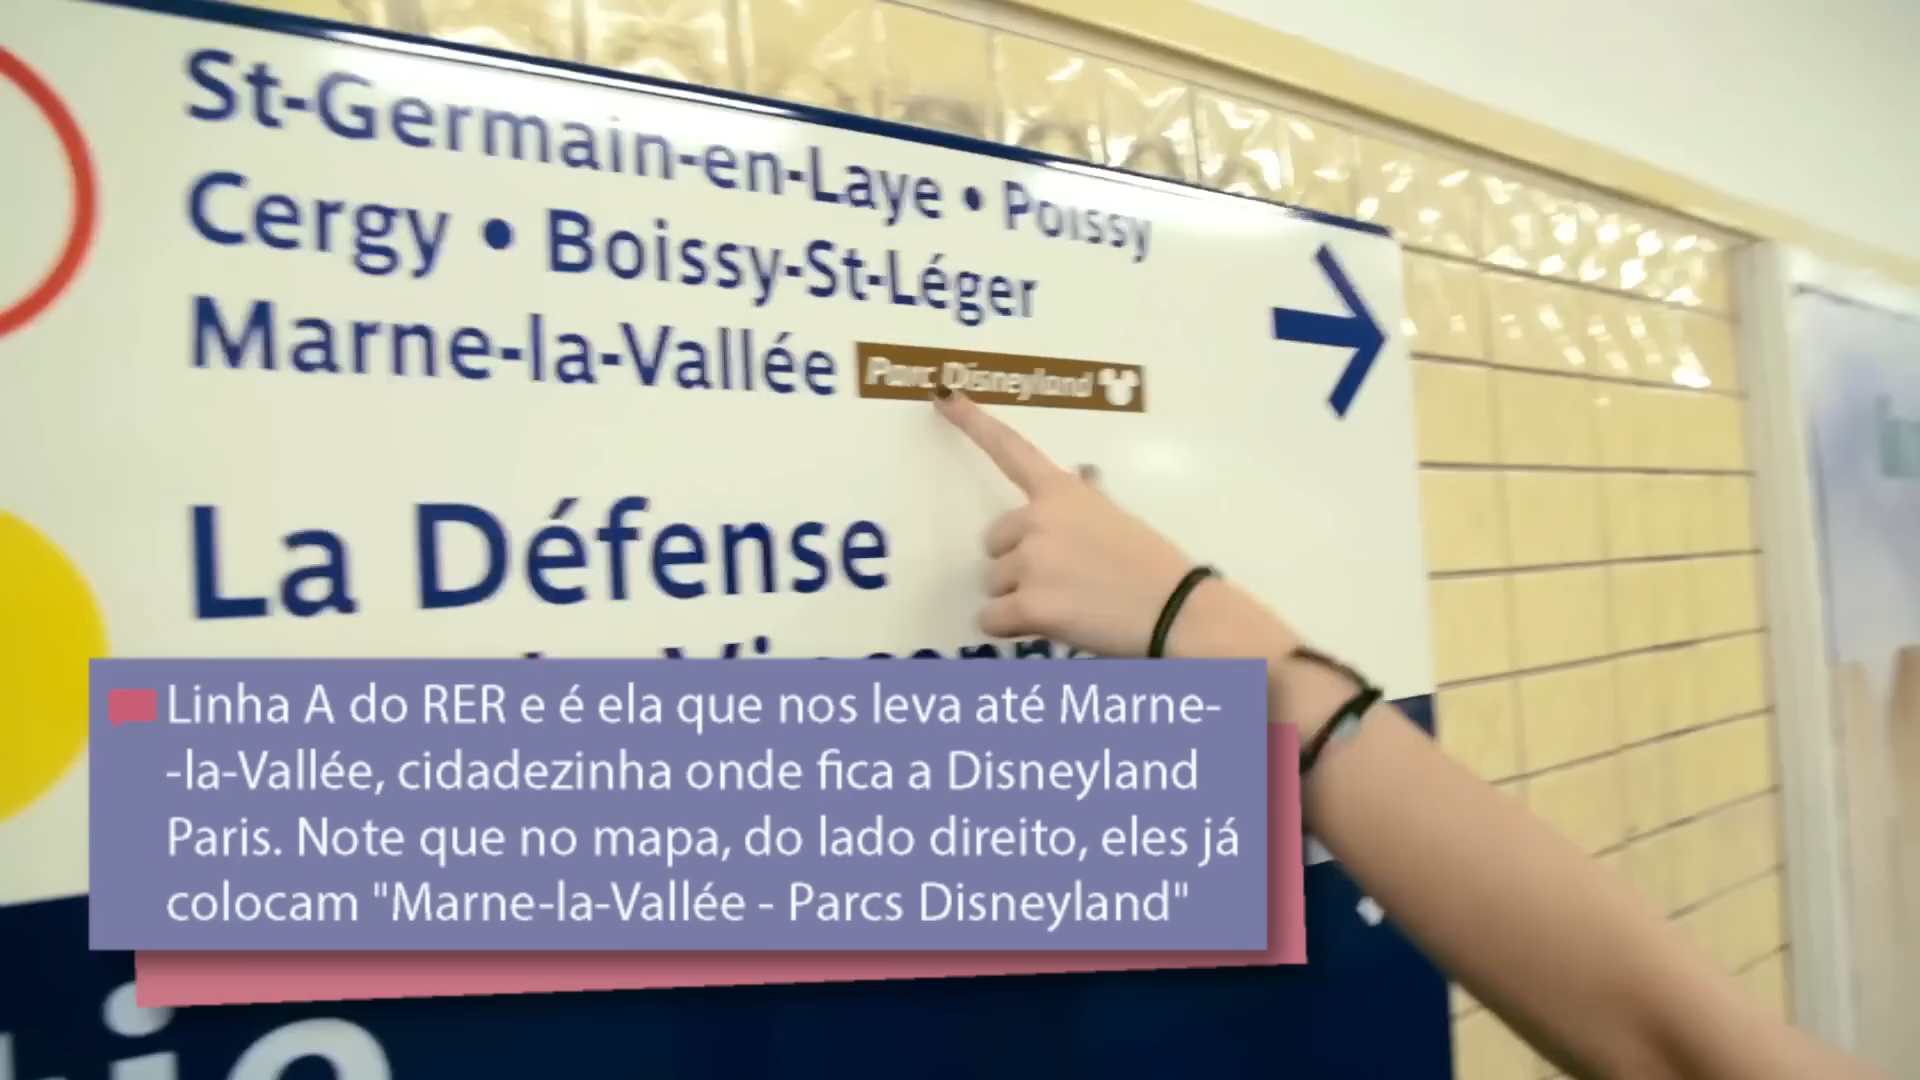 St-Germain-en-Laye • Poissy
Cergy • Boissy-St-Léger
Marne-la-Vallée Parc Disneyland
La Défense
Linha A do RER e é ela que nos leva até Marne-
-la-Vallée, cidadezinha onde fica a Disneyland
Paris. Note que no mapa, do lado direito, eles já
colocam "Marne-la-Vallée - Parcs Disneyland"